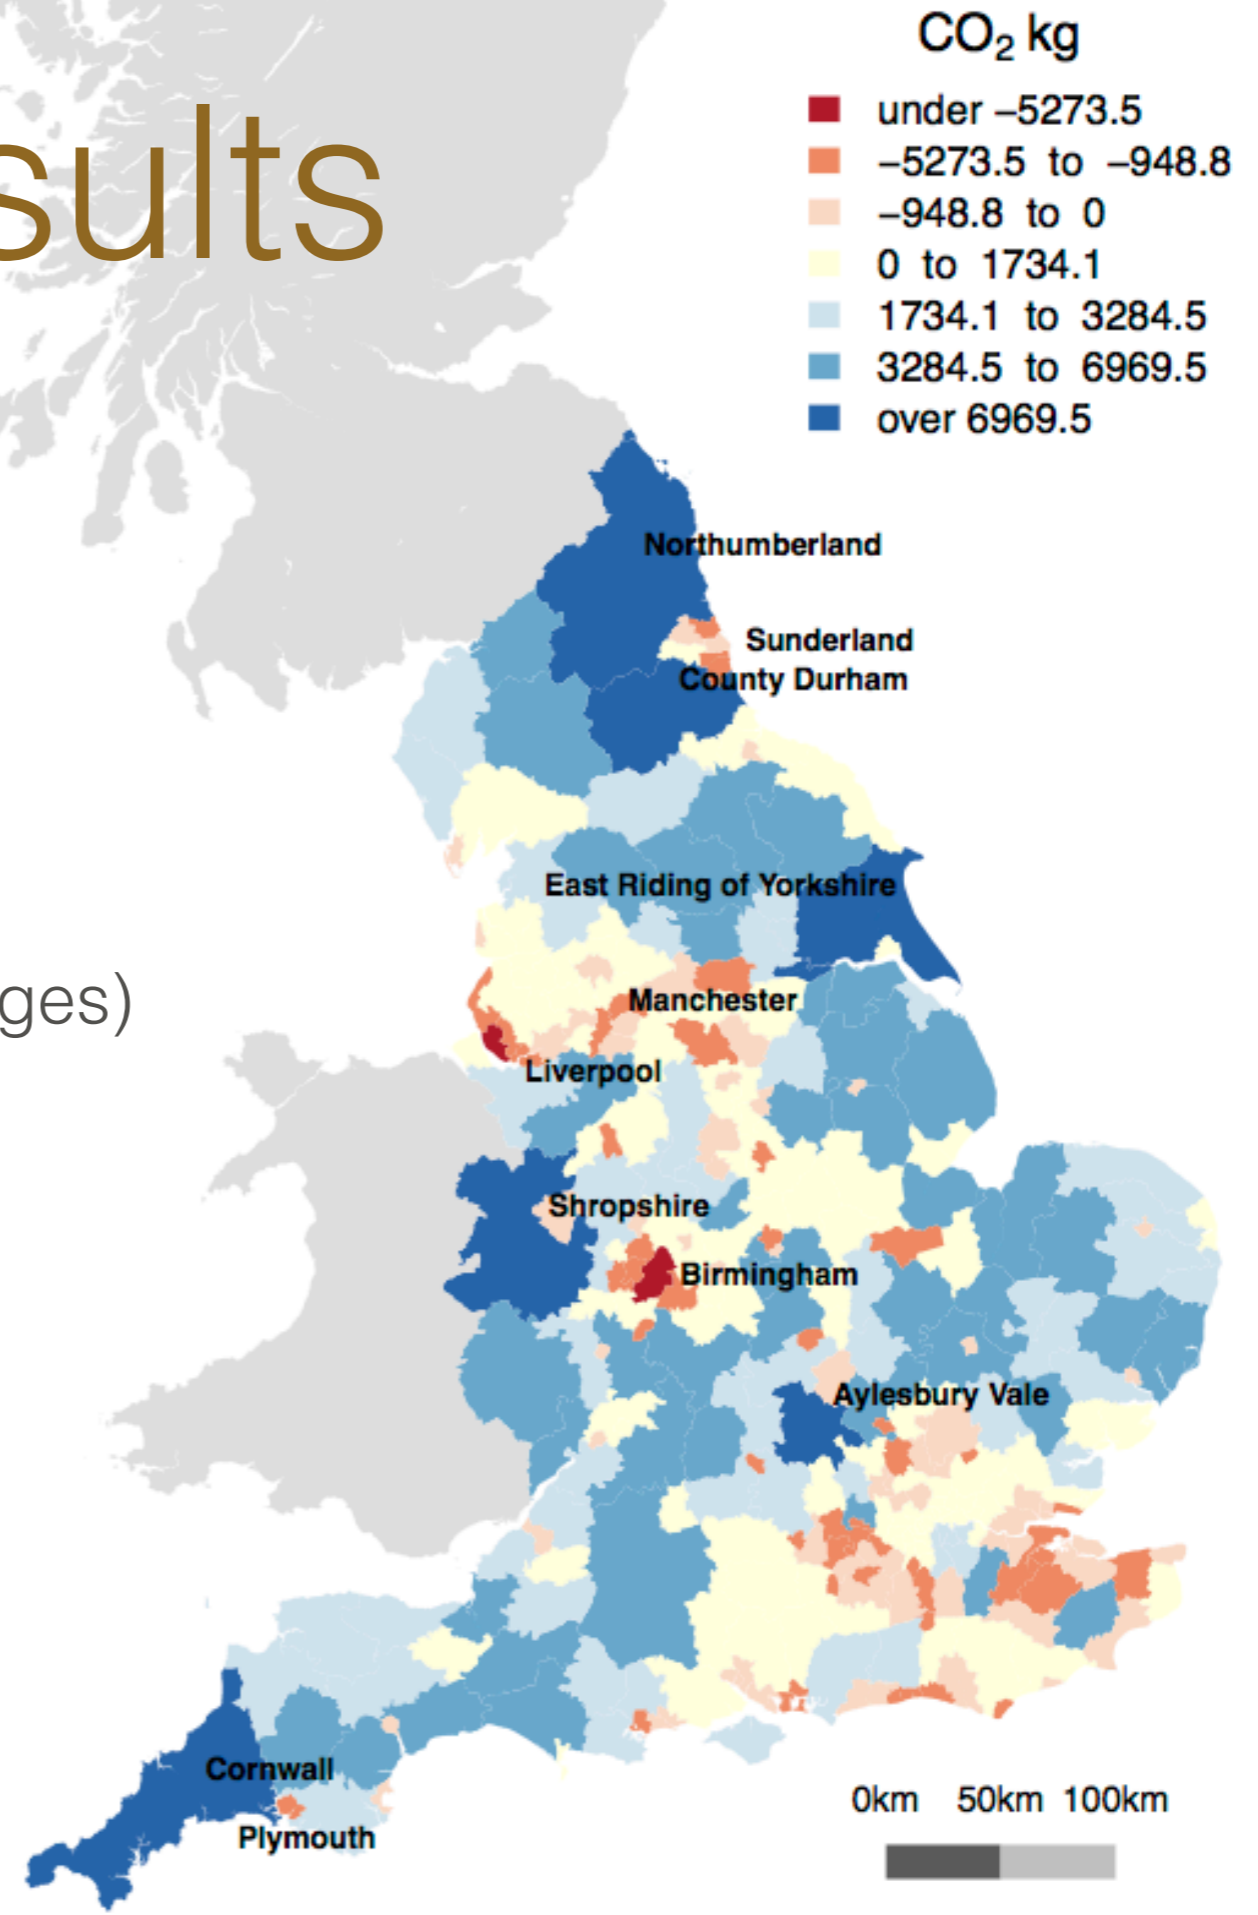 CO₂ kg
under −5273.5
−5273.5 to −948.8
−948.8 to 0
0 to 1734.1
1734.1 to 3284.5
3284.5 to 6969.5
over 6969.5
sults
Northumberland
Sunderland
County Durham
East Riding of Yorkshire
ges)
Manchester
Liverpool
Shropshire
Birmingham
Aylesbury Vale
Cornwall
Plymouth
0km 50km 100km